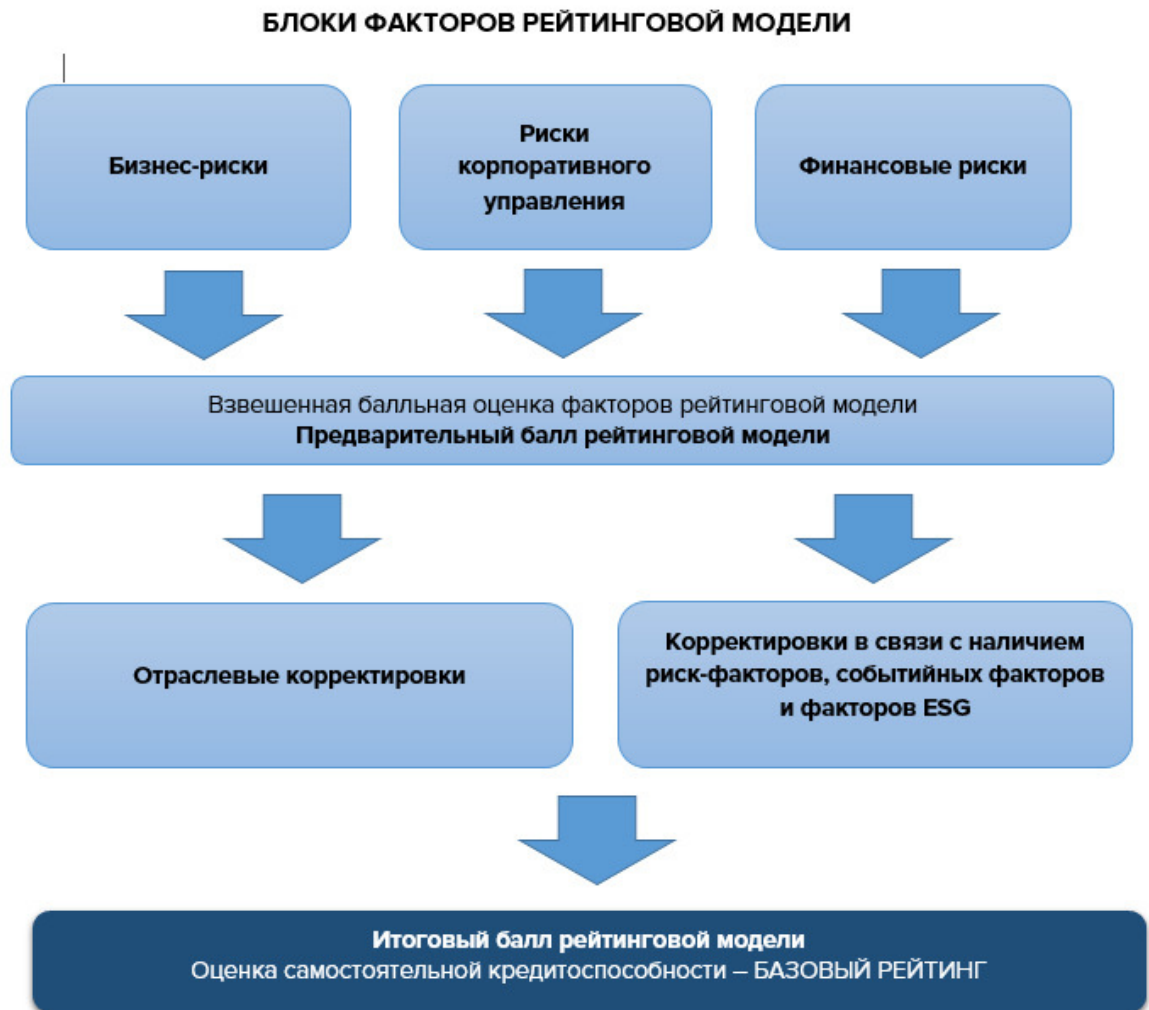 БЛОКИ ФАКТОРОВ РЕЙТИНГОВОЙ МОДЕЛИ
Бизнес-риски
Риски
корпоративного
управления
Финансовые риски
Взвешенная балльная оценка факторов рейтинговой модели
Предварительный балл рейтинговой модели
Отраслевые корректировки
Корректировки в связи с наличием
риск-факторов, событийных факторов
и факторов ESG
Итоговый балл рейтинговой модели
Оценка самостоятельной кредитоспособности – БАЗОВЫЙ РЕЙТИНГ